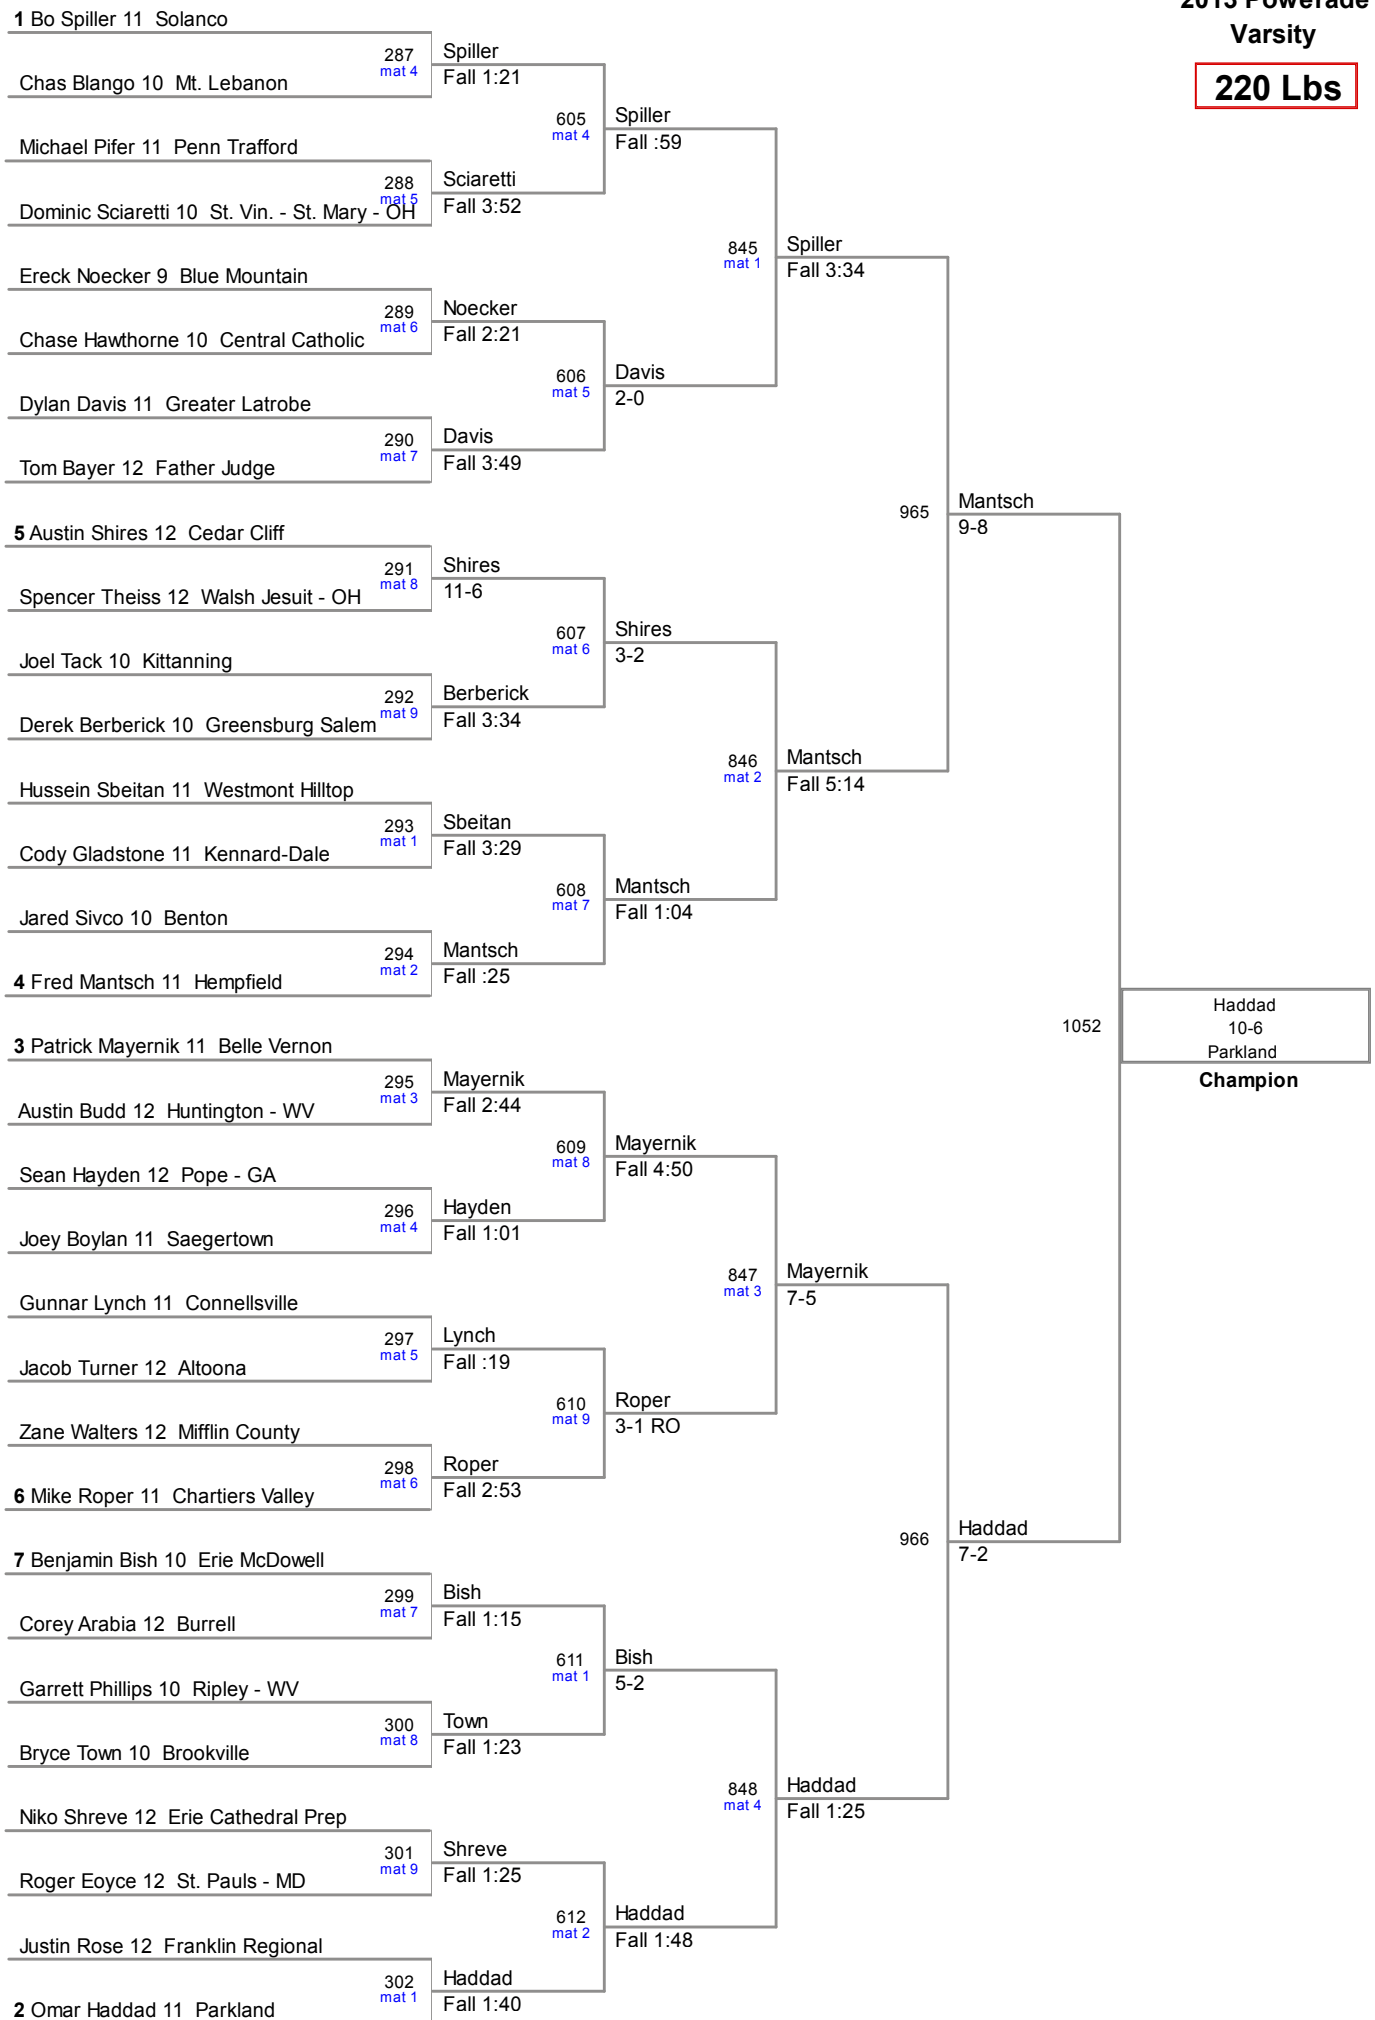 2013 Powerade
Varsity
220 Lbs
1 Bo Spiller 11 Solanco
287
mat 4
Spiller
Fall 1:21
Chas Blango 10 Mt. Lebanon
605
mat 4
Spiller
Fall :59
Michael Pifer 11 Penn Trafford
288
mat 5
Sciaretti
Fall 3:52
Dominic Sciaretti 10 St. Vin. - St. Mary - OH
845
mat 1
Spiller
Fall 3:34
Ereck Noecker 9 Blue Mountain
289
mat 6
Noecker
Fall 2:21
Chase Hawthorne 10 Central Catholic
606
mat 5
Davis
2-0
Dylan Davis 11 Greater Latrobe
290
mat 7
Davis
Fall 3:49
Tom Bayer 12 Father Judge
965
Mantsch
9-8
5 Austin Shires 12 Cedar Cliff
291
mat 8
Shires
11-6
Spencer Theiss 12 Walsh Jesuit - OH
607
mat 6
Shires
3-2
Joel Tack 10 Kittanning
292
mat 9
Berberick
Fall 3:34
Derek Berberick 10 Greensburg Salem
846
mat 2
Mantsch
Fall 5:14
Hussein Sbeitan 11 Westmont Hilltop
293
mat 1
Sbeitan
Fall 3:29
Cody Gladstone 11 Kennard-Dale
608
mat 7
Mantsch
Fall 1:04
Jared Sivco 10 Benton
294
mat 2
Mantsch
Fall :25
4 Fred Mantsch 11 Hempfield
1052
Haddad
10-6
Parkland
Champion
3 Patrick Mayernik 11 Belle Vernon
295
mat 3
Mayernik
Fall 2:44
Austin Budd 12 Huntington - WV
609
mat 8
Mayernik
Fall 4:50
Sean Hayden 12 Pope - GA
296
mat 4
Hayden
Fall 1:01
Joey Boylan 11 Saegertown
847
mat 3
Mayernik
7-5
Gunnar Lynch 11 Connellsville
297
mat 5
Lynch
Fall :19
Jacob Turner 12 Altoona
610
mat 9
Roper
3-1 RO
Zane Walters 12 Mifflin County
298
mat 6
Roper
Fall 2:53
6 Mike Roper 11 Chartiers Valley
966
Haddad
7-2
7 Benjamin Bish 10 Erie McDowell
299
mat 7
Bish
Fall 1:15
Corey Arabia 12 Burrell
611
mat 1
Bish
5-2
Garrett Phillips 10 Ripley - WV
300
mat 8
Town
Fall 1:23
Bryce Town 10 Brookville
848
mat 4
Haddad
Fall 1:25
Niko Shreve 12 Erie Cathedral Prep
301
mat 9
Shreve
Fall 1:25
Roger Eoyce 12 St. Pauls - MD
612
mat 2
Haddad
Fall 1:48
Justin Rose 12 Franklin Regional
302
mat 1
Haddad
Fall 1:40
2 Omar Haddad 11 Parkland